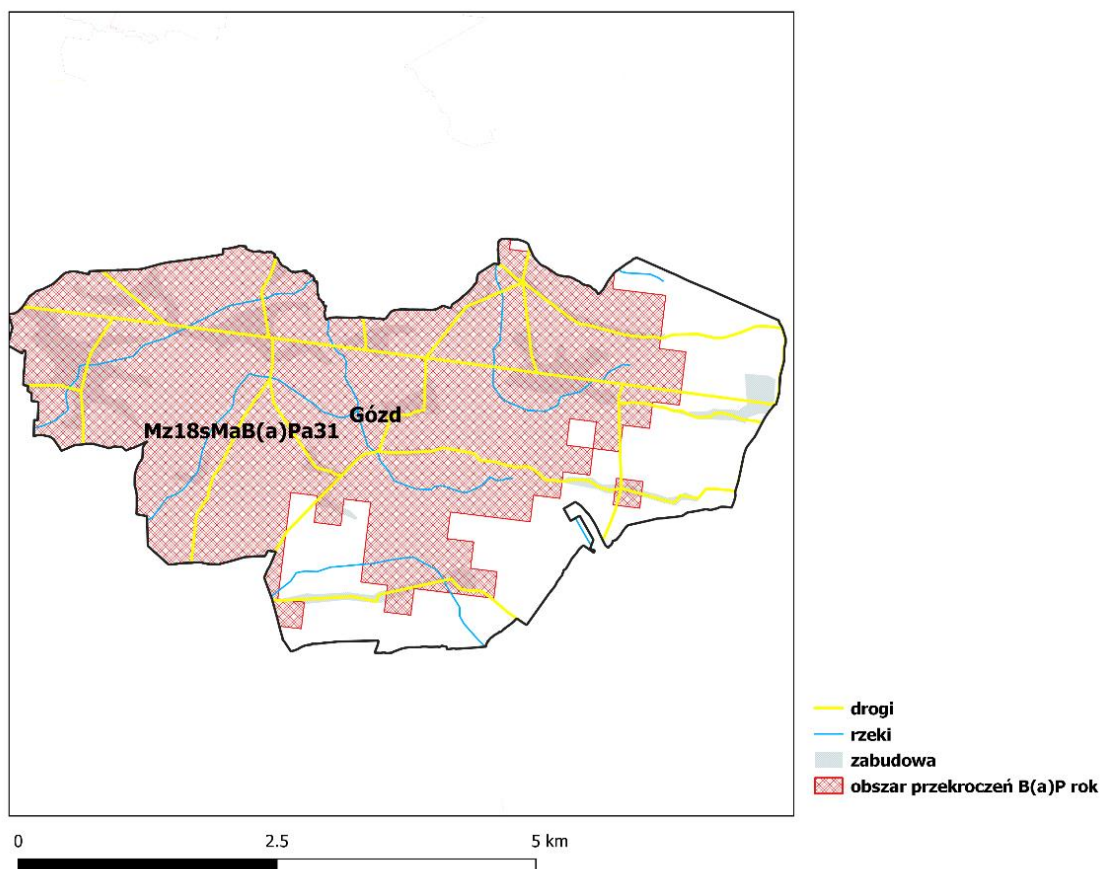 Gózd
Mz18sMaB(a)Pa31
drogi
rzeki
zabudowa
obszar przekroczeń B(a)P rok
0 2.5 5 km